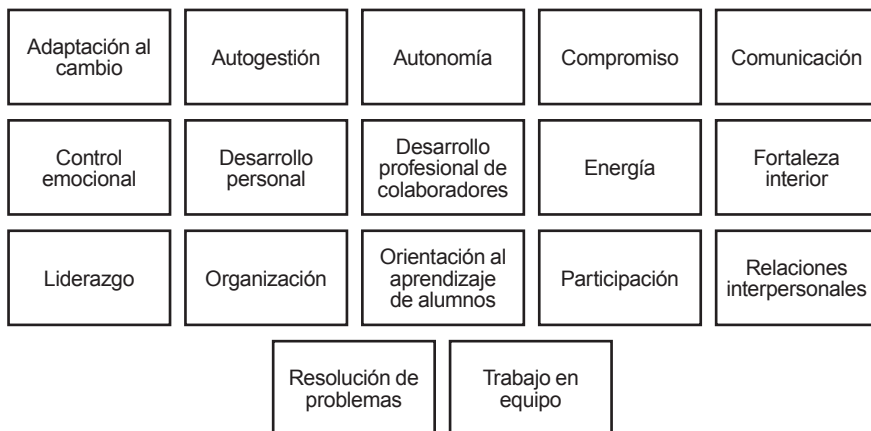 Adaptación al
cambio
Autogestión
Autonomía
Compromiso
Comunicación
Control
emocional
Desarrollo
personal
Desarrollo
profesional de
colaboradores
Energía
Fortaleza
interior
Liderazgo
Organización
Orientación al
aprendizaje
de alumnos
Participación
Relaciones
interpersonales
Resolución de
problemas
Trabajo en
equipo